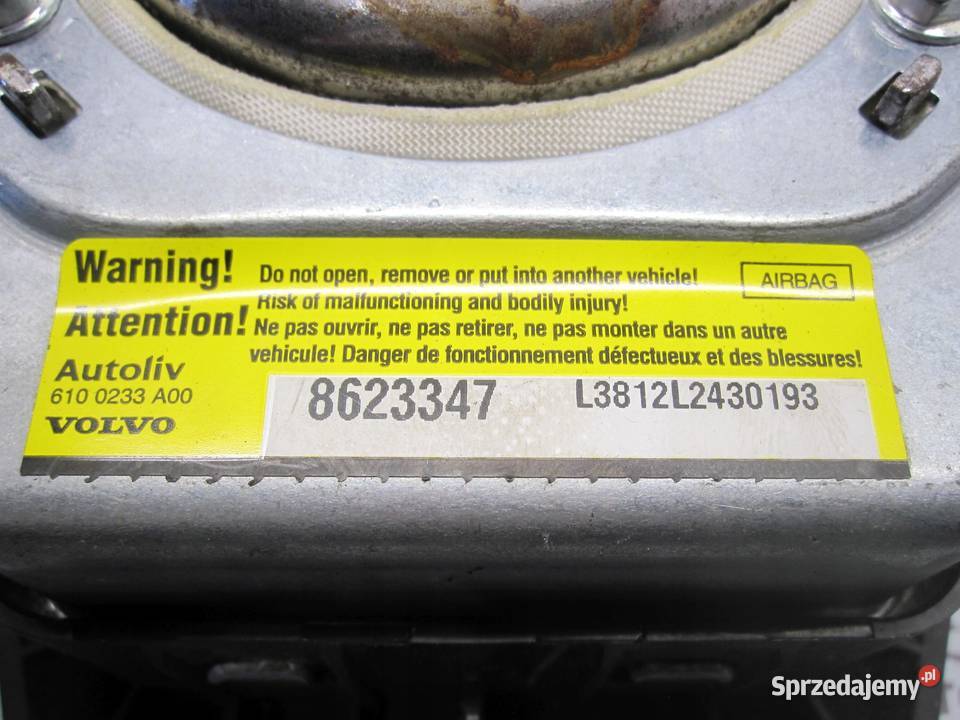 Warning! Do not open, remove or put into another vehicle! AIRBAG
Risk of malfunctioning and bodily injury!
Attention! Ne pas ouvrir, ne pas retirer, ne pas monter dans un autre
vehicule! Danger de fonctionnement défectueux et des blessures!
Autoliv
610 0233 A00
VOLVO
8623347 L3812L2430193
Sprzedajemy.pl